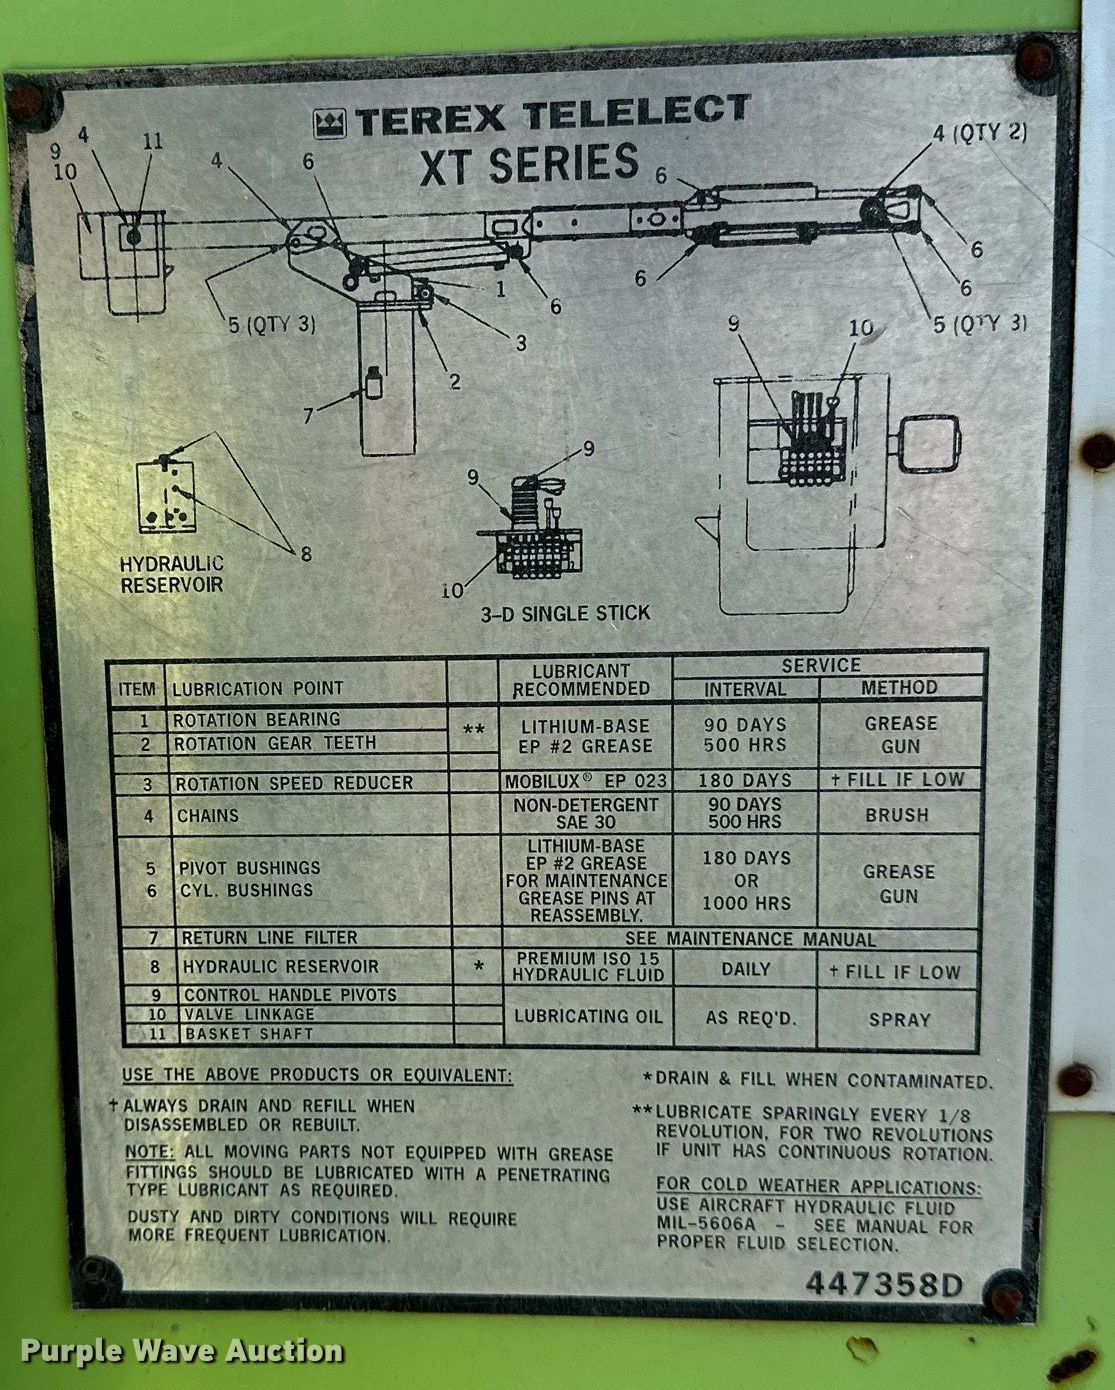 TEREX TELELECT
XT SERIES
4
9
10
11
4
6
6
4 (QTY 2)
6
6
6
5 (QTY 3)
1
6
3
2
7
5 (QTY 3)
9
10
8
HYDRAULIC
RESERVOIR
9
9
10
3-D SINGLE STICK
ITEM LUBRICATION POINT LUBRICANT RECOMMENDED SERVICE
INTERVAL METHOD
1 ROTATION BEARING
2 ROTATION GEAR TEETH
** LITHIUM-BASE
EP #2 GREASE
90 DAYS
500 HRS
GREASE
GUN
3 ROTATION SPEED REDUCER MOBILUX® EP 023 180 DAYS † FILL IF LOW
4 CHAINS NON-DETERGENT
SAE 30
90 DAYS
500 HRS
BRUSH
5 PIVOT BUSHINGS
6 CYL. BUSHINGS
LITHIUM-BASE
EP #2 GREASE
FOR MAINTENANCE
GREASE PINS AT
REASSEMBLY.
180 DAYS
OR
1000 HRS
GREASE
GUN
7 RETURN LINE FILTER SEE MAINTENANCE MANUAL
8 HYDRAULIC RESERVOIR * PREMIUM ISO 15
HYDRAULIC FLUID
DAILY † FILL IF LOW
9 CONTROL HANDLE PIVOTS
10 VALVE LINKAGE
11 BASKET SHAFT
LUBRICATING OIL AS REQ'D. SPRAY
USE THE ABOVE PRODUCTS OR EQUIVALENT:
† ALWAYS DRAIN AND REFILL WHEN
DISASSEMBLED OR REBUILT.
NOTE: ALL MOVING PARTS NOT EQUIPPED WITH GREASE
FITTINGS SHOULD BE LUBRICATED WITH A PENETRATING
TYPE LUBRICANT AS REQUIRED.
DUSTY AND DIRTY CONDITIONS WILL REQUIRE
MORE FREQUENT LUBRICATION.
*DRAIN & FILL WHEN CONTAMINATED.
**LUBRICATE SPARINGLY EVERY 1/8
REVOLUTION, FOR TWO REVOLUTIONS
IF UNIT HAS CONTINUOUS ROTATION.
FOR COLD WEATHER APPLICATIONS:
USE AIRCRAFT HYDRAULIC FLUID
MIL-5606A - SEE MANUAL FOR
PROPER FLUID SELECTION.
447358D
Purple Wave Auction